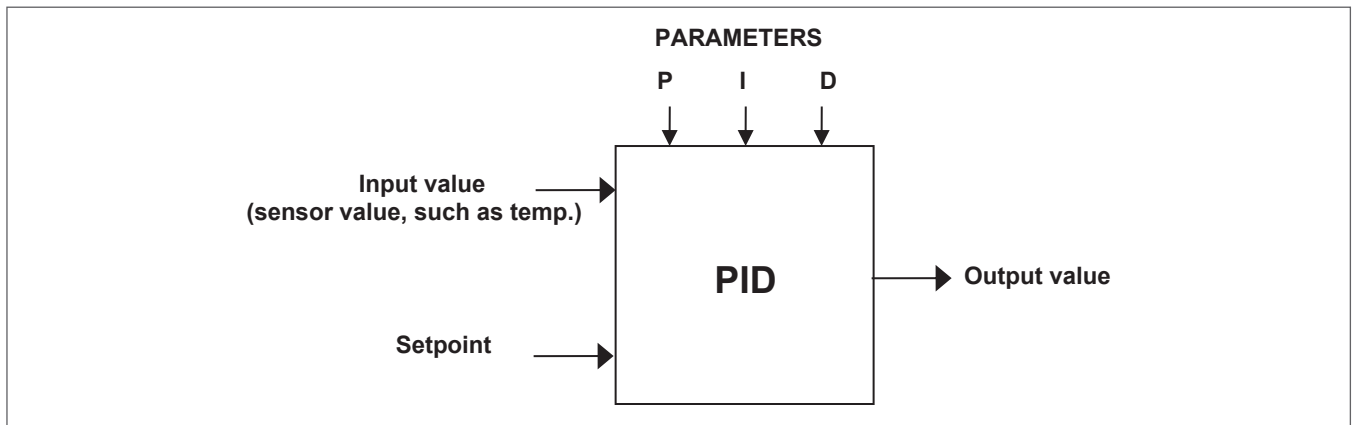 PARAMETERS
P I D
Input value
(sensor value, such as temp.)
PID
Output value
Setpoint